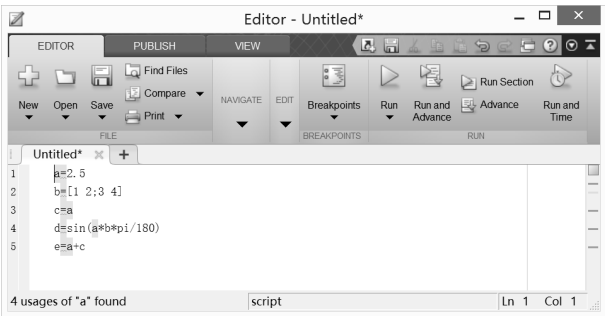 Editor - Untitled*
EDITOR PUBLISH VIEW
Find Files
Compare
Print
New Open Save
FILE
NAVIGATE
EDIT
Breakpoints
BREAKPOINTS
Run Run and Advance
Run Section
Advance
Run and Time
RUN
Untitled*
1 a=2.5
2 b=[1 2;3 4]
3 c=a
4 d=sin(a*b*pi/180)
5 e=a+c
4 usages of "a" found script Ln 1 Col 1